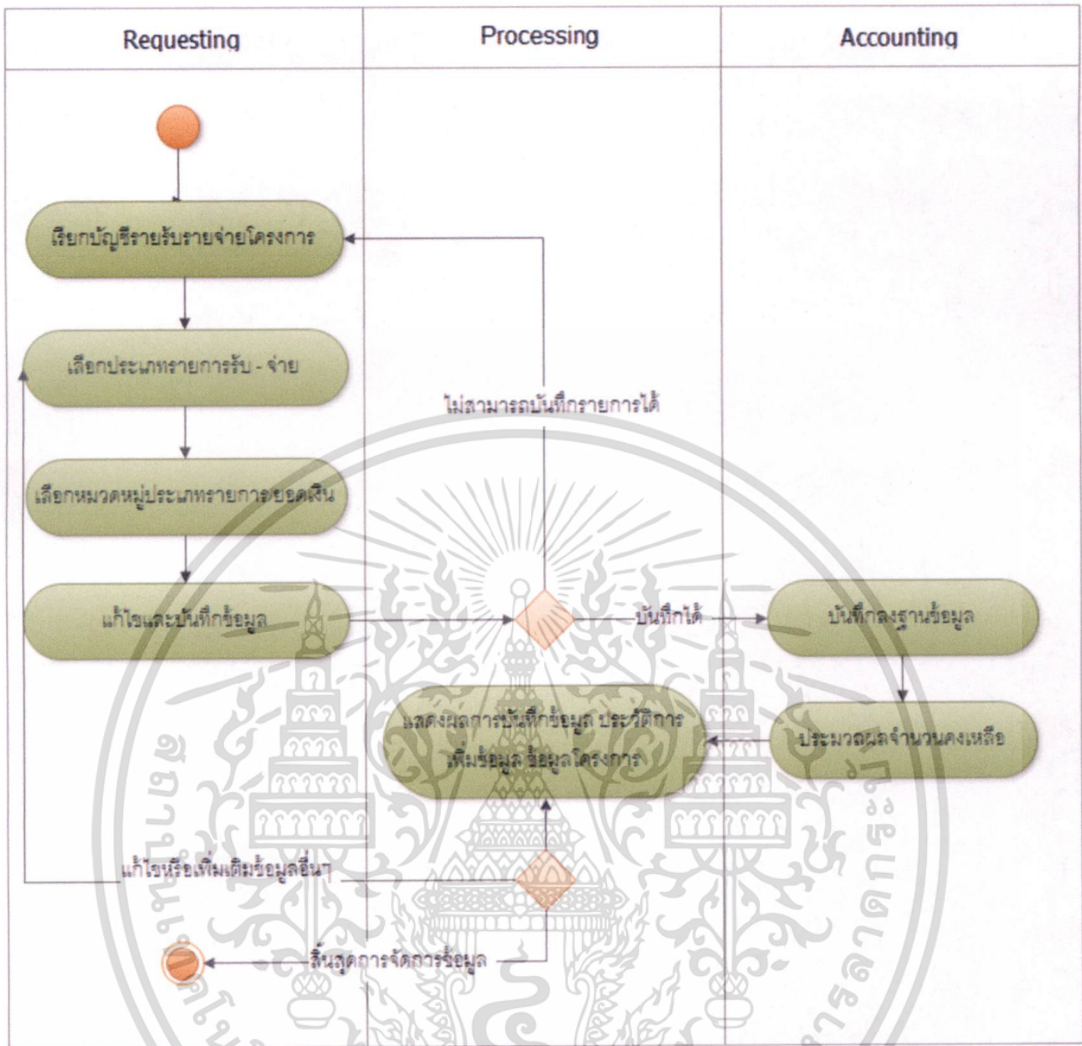 Requesting
Processing
Accounting
เรียกบัญชีรายรับรายจ่ายโครงการ
เลือกประเภทรายการรับ - จ่าย
ไม่สามารถบันทึกรายการได้
เลือกหมวดหมู่ประเภทรายการ/ยอดเงิน
แก้ไขและบันทึกข้อมูล
บันทึกได้
บันทึกลงฐานข้อมูล
แสดงผลการบันทึกข้อมูล ประวัติการ
เพิ่มข้อมูล ข้อมูลโครงการ
ประมวลผลจำนวนคงเหลือ
แก้ไขหรือเพิ่มเติมข้อมูลอื่นๆ
สิ้นสุดการจัดการข้อมูล